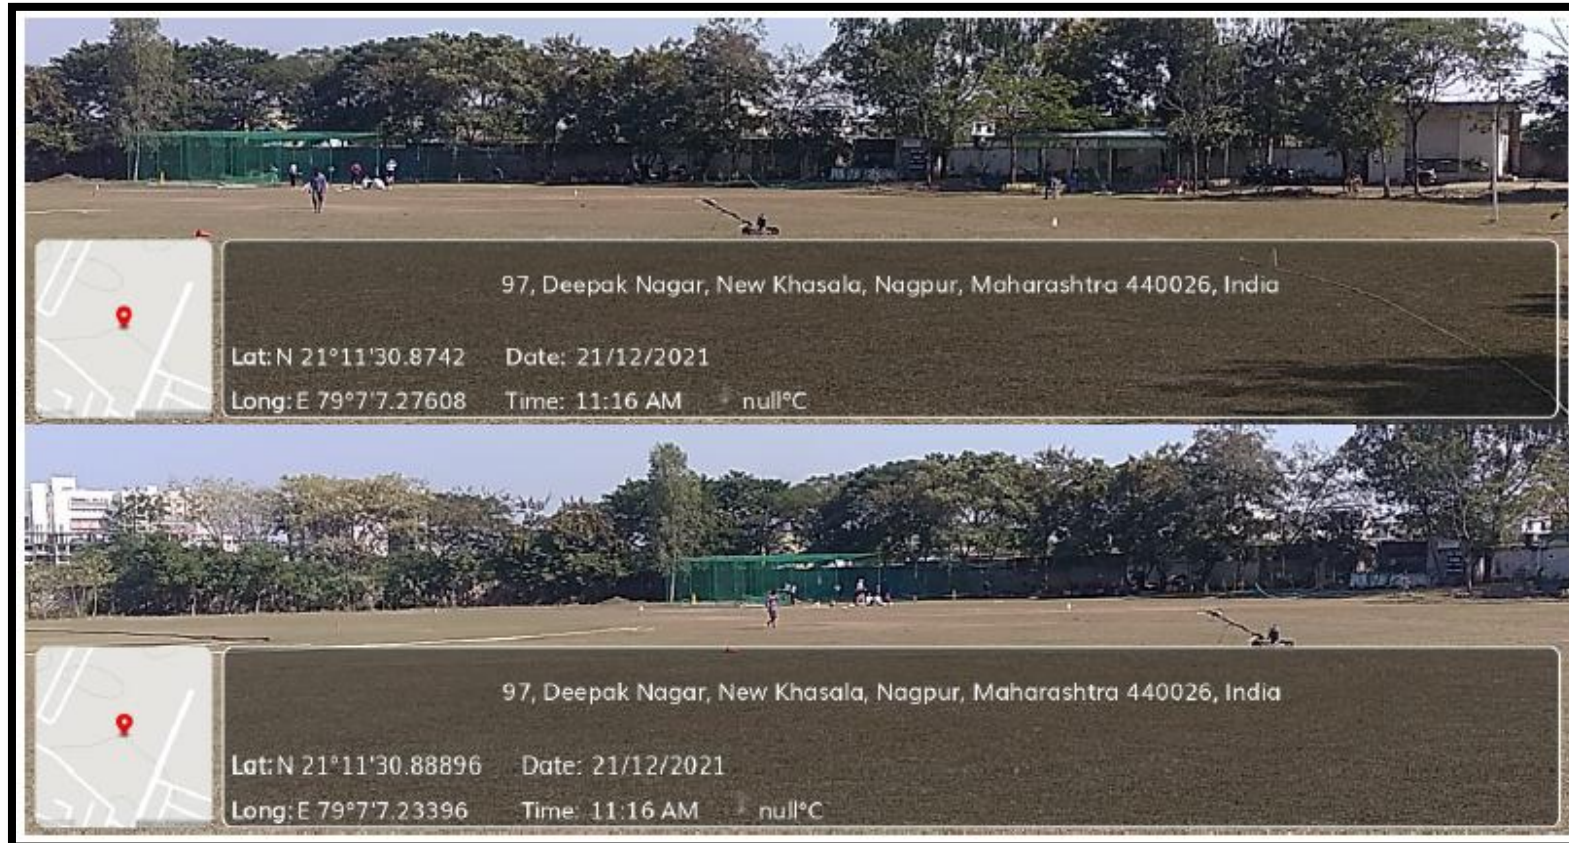 97, Deepak Nagar, New Khasala, Nagpur, Maharashtra 440026, India
Lat: N 21°11'30.8742 Date: 21/12/2021
Long: E 79°7'7.27608 Time: 11:16 AM null°C
97, Deepak Nagar, New Khasala, Nagpur, Maharashtra 440026, India
Lat: N 21°11'30.88896 Date: 21/12/2021
Long: E 79°7'7.23396 Time: 11:16 AM null°C